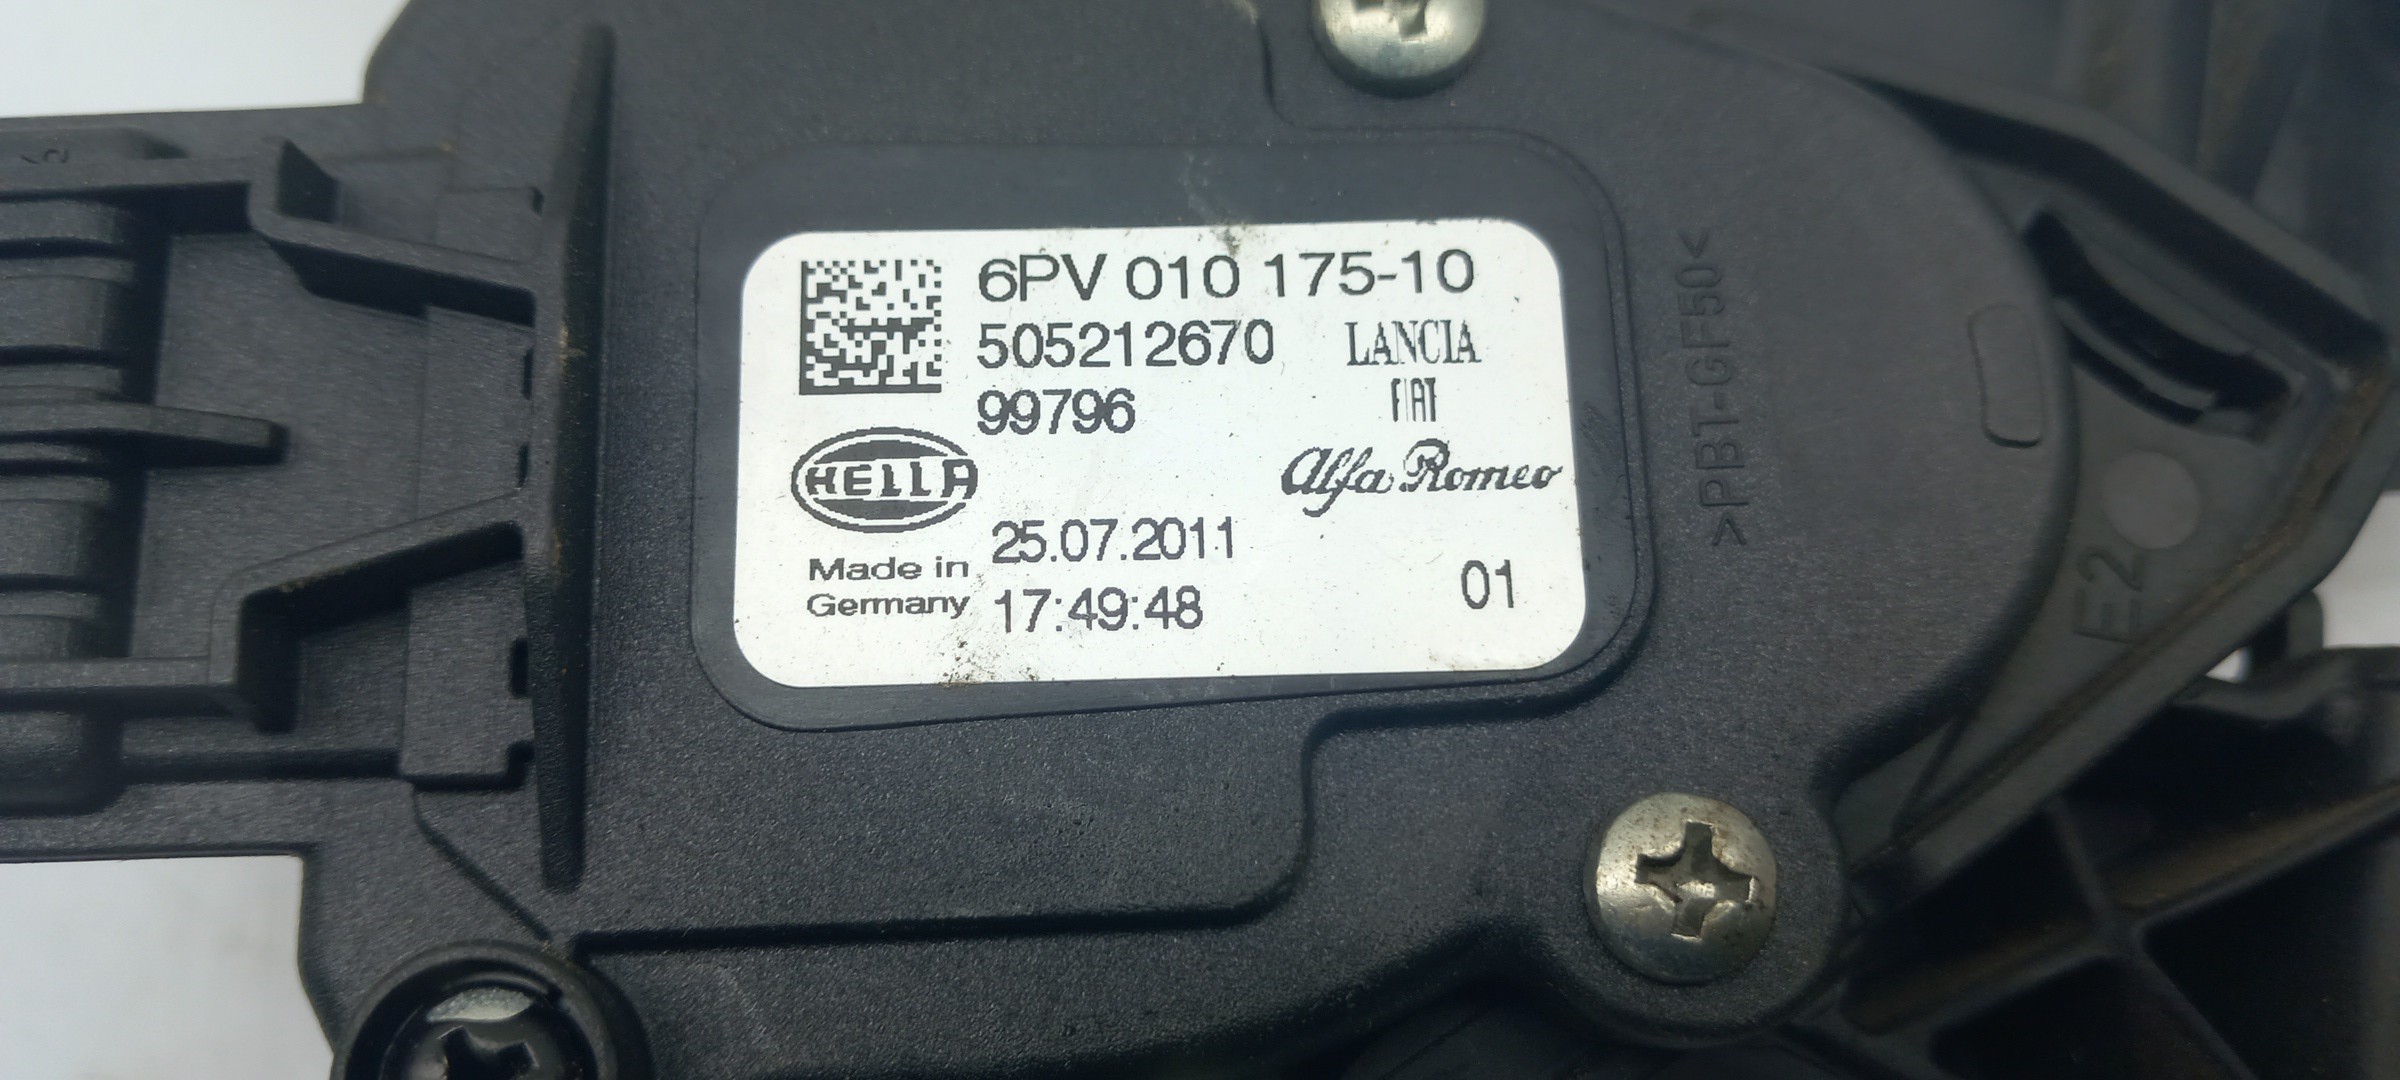 6PV 010 175-10
505212670
LANCIA
99796
FIAT
HELLA
Alfa Romeo
25.07.2011
Made in
Germany
17:49:48
01
>PBT-GF50<
E2